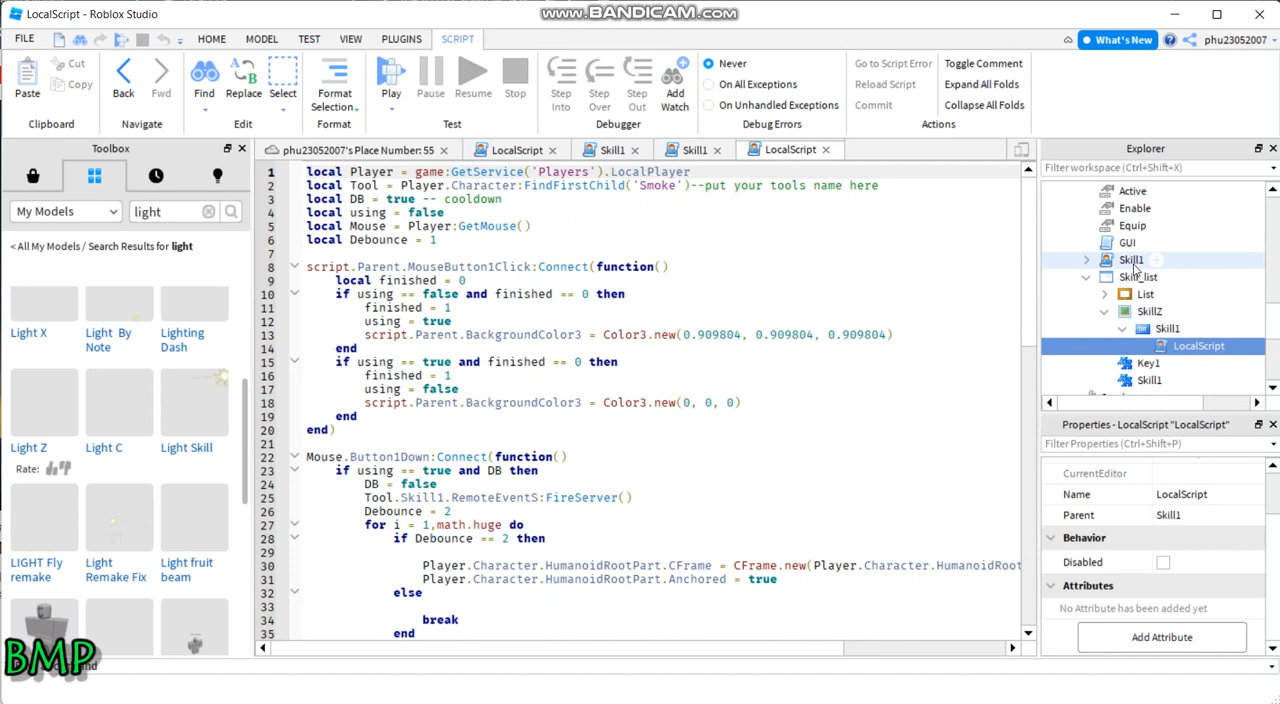 LocalScript - Roblox Studio
www.BANDICAM.com
FILE
HOME
MODEL
TEST
VIEW
PLUGINS
SCRIPT
What's New
phu23052007
Paste
Cut
Copy
Clipboard
Back
Fwd
Navigate
Find
Replace
Select
Edit
Format
Selection
Format
Play
Pause
Resume
Stop
Test
Step
Into
Step
Over
Step
Out
Add
Watch
Debugger
Never
On All Exceptions
On Unhandled Exceptions
Debug Errors
Go to Script Error
Reload Script
Commit
Toggle Comment
Expand All Folds
Collapse All Folds
Actions
Toolbox
My Models
light
< All My Models / Search Results for light
Light X
Light By
Note
Lighting
Dash
Light Z
Light C
Light Skill
Rate:
LIGHT Fly
remake
Light
Remake Fix
Light fruit
beam
BMP
phu23052007's Place Number: 55
LocalScript
Skill1
Skill1
LocalScript
1 local Player = game:GetService('Players').LocalPlayer
2 local Tool = Player.Character:FindFirstChild('Smoke')--put your tools name here
3 local DB = true -- cooldown
4 local using = false
5 local Mouse = Player:GetMouse()
6 local Debounce = 1
7
8 script.Parent.MouseButton1Click:Connect(function()
9 local finished = 0
10 if using == false and finished == 0 then
11 finished = 1
12 using = true
13 script.Parent.BackgroundColor3 = Color3.new(0.909804, 0.909804, 0.909804)
14 end
15 if using == true and finished == 0 then
16 finished = 1
17 using = false
18 script.Parent.BackgroundColor3 = Color3.new(0, 0, 0)
19 end
20 end)
21
22 Mouse.Button1Down:Connect(function()
23 if using == true and DB then
24 DB = false
25 Tool.Skill1.RemoteEventS:FireServer()
26 Debounce = 2
27 for i = 1,math.huge do
28 if Debounce == 2 then
29
30 Player.Character.HumanoidRootPart.CFrame = CFrame.new(Player.Character.HumanoidRoot
31 Player.Character.HumanoidRootPart.Anchored = true
32 else
33
34 break
35 end
Explorer
Filter workspace (Ctrl+Shift+X)
Active
Enable
Equip
GUI
Skill1
Skill_list
List
SkillZ
Skill1
LocalScript
Key1
Skill1
Properties - LocalScript "LocalScript"
Filter Properties (Ctrl+Shift+P)
CurrentEditor
Name LocalScript
Parent Skill1
Behavior
Disabled
Attributes
No Attribute has been added yet
Add Attribute